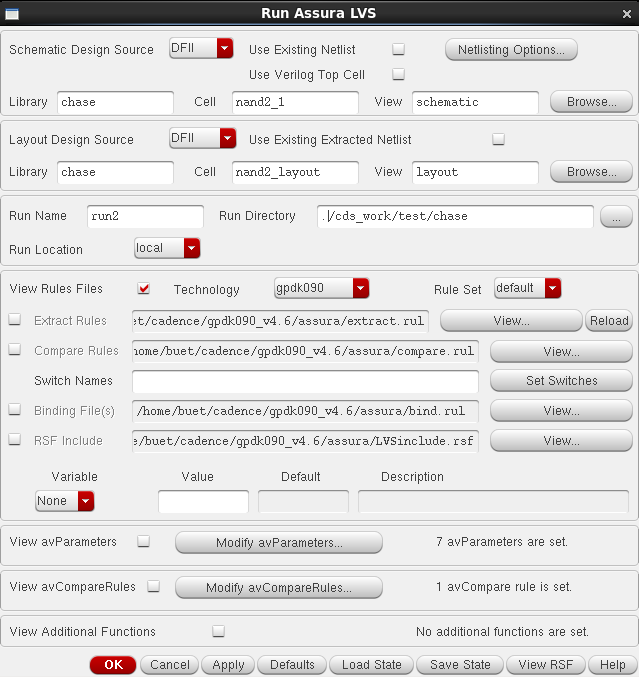 Run Assura LVS
Schematic Design Source DFII Use Existing Netlist Netlisting Options...
Use Verilog Top Cell
Library chase Cell nand2_1 View schematic Browse...
Layout Design Source DFII Use Existing Extracted Netlist
Library chase Cell nand2_layout View layout Browse...
Run Name run2 Run Directory ./cds_work/test/chase ...
Run Location local
View Rules Files Technology gpdk090 Rule Set default
Extract Rules et/cadence/gpdk090_v4.6/assura/extract.rul View... Reload
Compare Rules home/buet/cadence/gpdk090_v4.6/assura/compare.rul View...
Switch Names Set Switches
Binding File(s) /home/buet/cadence/gpdk090_v4.6/assura/bind.rul View...
RSF Include e/buet/cadence/gpdk090_v4.6/assura/LVSinclude.rsf View...
Variable Value Default Description
None
View avParameters Modify avParameters... 7 avParameters are set.
View avCompareRules Modify avCompareRules... 1 avCompare rule is set.
View Additional Functions No additional functions are set.
OK Cancel Apply Defaults Load State Save State View RSF Help